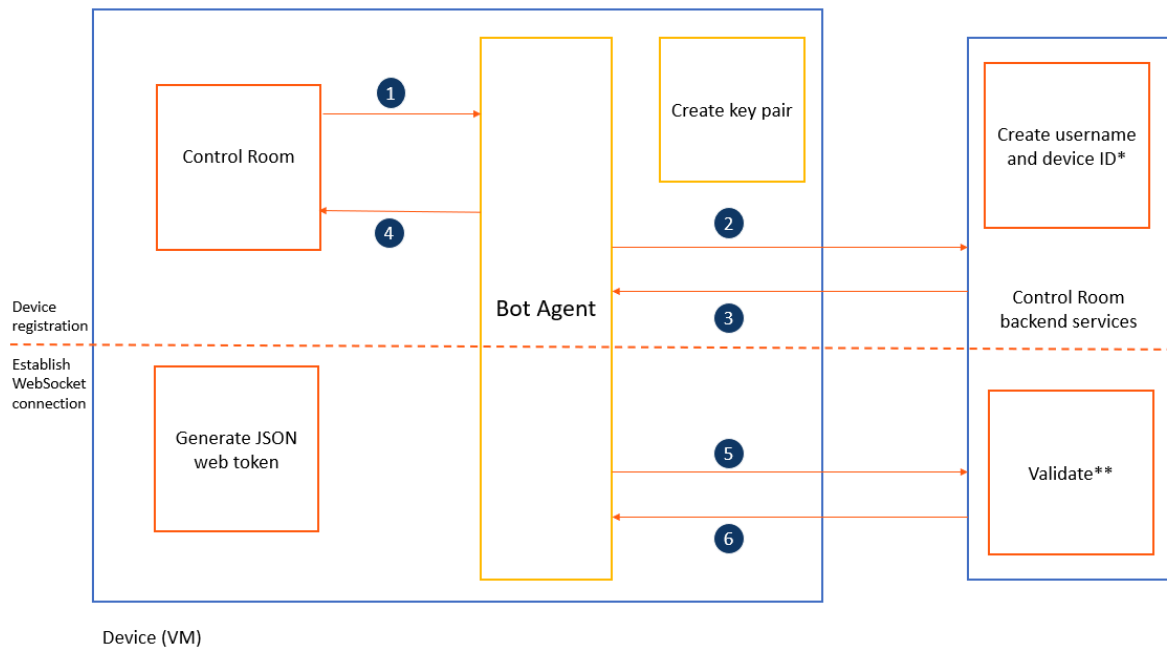 1
Create key pair
Create username
and device ID*
Control Room
4
2
Bot Agent
3
Control Room
backend services
Device
registration
Establish
WebSocket
connection
Generate JSON
web token
5
Validate**
6
Device (VM)